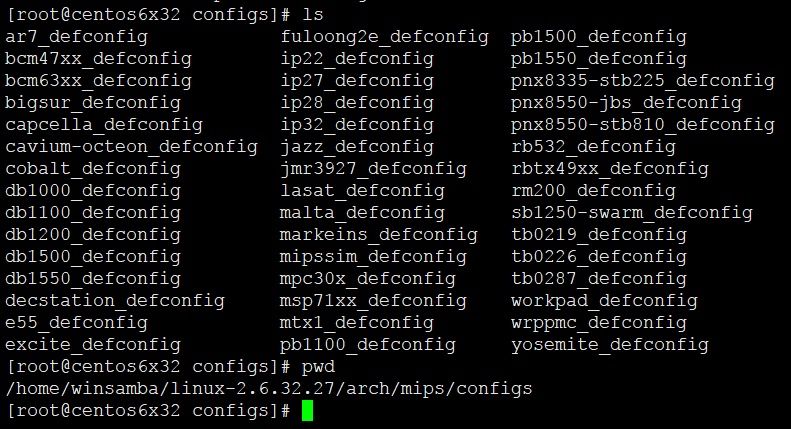 [root@centos6x32 configs]# ls
ar7_defconfig fuloong2e_defconfig pb1500_defconfig
bcm47xx_defconfig ip22_defconfig pb1550_defconfig
bcm63xx_defconfig ip27_defconfig pnx8335-stb225_defconfig
bigsur_defconfig ip28_defconfig pnx8550-jbs_defconfig
capcella_defconfig ip32_defconfig pnx8550-stb810_defconfig
cavium-octeon_defconfig jazz_defconfig rb532_defconfig
cobalt_defconfig jmr3927_defconfig rbtx49xx_defconfig
db1000_defconfig lasat_defconfig rm200_defconfig
db1100_defconfig malta_defconfig sb1250-swarm_defconfig
db1200_defconfig markeins_defconfig tb0219_defconfig
db1500_defconfig mipssim_defconfig tb0226_defconfig
db1550_defconfig mpc30x_defconfig tb0287_defconfig
decstation_defconfig msp71xx_defconfig workpad_defconfig
e55_defconfig mtx1_defconfig wrppmc_defconfig
excite_defconfig pb1100_defconfig yosemite_defconfig
[root@centos6x32 configs]# pwd
/home/winsamba/linux-2.6.32.27/arch/mips/configs
[root@centos6x32 configs]#